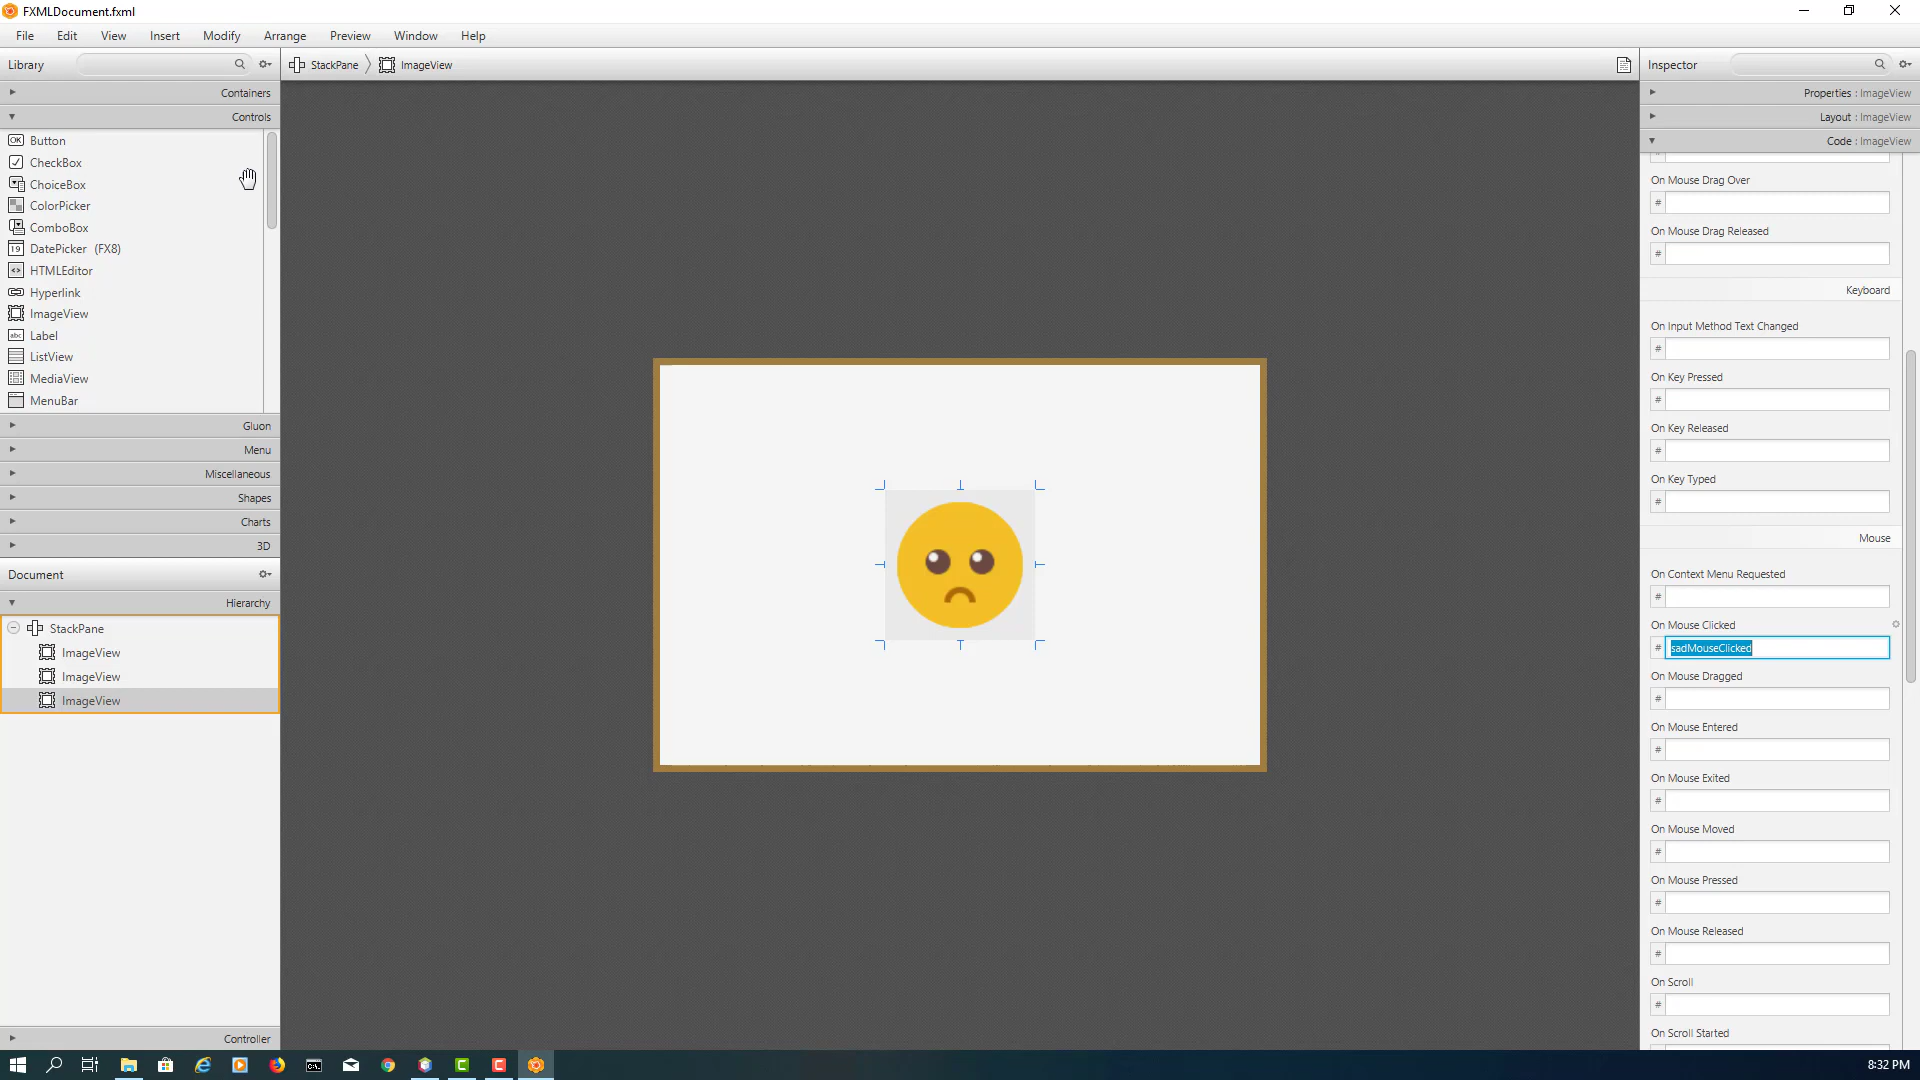 FXMLDocument.fxml
File Edit View Insert Modify Arrange Preview Window Help
Library
StackPane ImageView
Inspector
Containers
Controls
OK Button
CheckBox
ChoiceBox
ColorPicker
ComboBox
19 DatePicker (FX8)
HTMLEditor
Hyperlink
ImageView
abc Label
ListView
MediaView
MenuBar
Gluon
Menu
Miscellaneous
Shapes
Charts
3D
Document
Hierarchy
StackPane
ImageView
ImageView
ImageView
Controller
Properties : ImageView
Layout : ImageView
Code : ImageView
On Mouse Drag Over
#
On Mouse Drag Released
#
Keyboard
On Input Method Text Changed
#
On Key Pressed
#
On Key Released
#
On Key Typed
#
Mouse
On Context Menu Requested
#
On Mouse Clicked
# sadMouseClicked
On Mouse Dragged
#
On Mouse Entered
#
On Mouse Exited
#
On Mouse Moved
#
On Mouse Pressed
#
On Mouse Released
#
On Scroll
#
On Scroll Started
8:32 PM